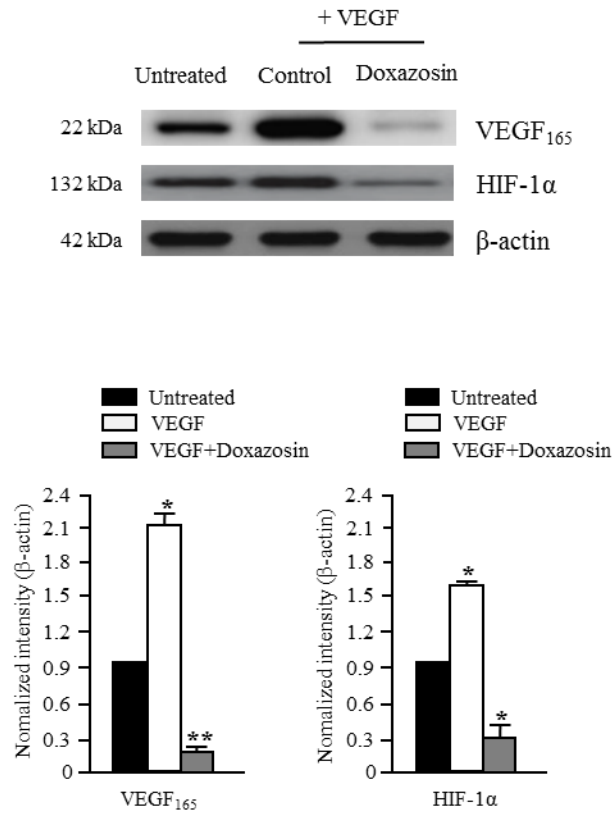 + VEGF
Untreated Control Doxazosin
22 kDa VEGF₁₆₅
132 kDa HIF-1α
42 kDa β-actin
Untreated
VEGF
VEGF+Doxazosin
Nomalized intensity (β-actin)
2.4
2.1
1.8
1.5
1.2
0.9
0.6
0.3
0
*
**
VEGF₁₆₅
Untreated
VEGF
VEGF+Doxazosin
Nomalized intensity (β-actin)
2.4
2.1
1.8
1.5
1.2
0.9
0.6
0.3
0
*
*
HIF-1α